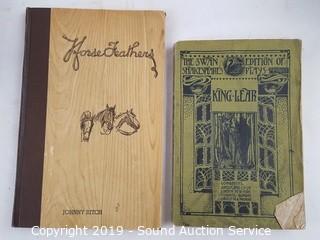 Horse Feathers
JOHNNY RITCH
THE SWAN EDITION OF
SHAKESPEARE'S PLAYS
KING·LEAR
Copyright 2019 - Sound Auction Service